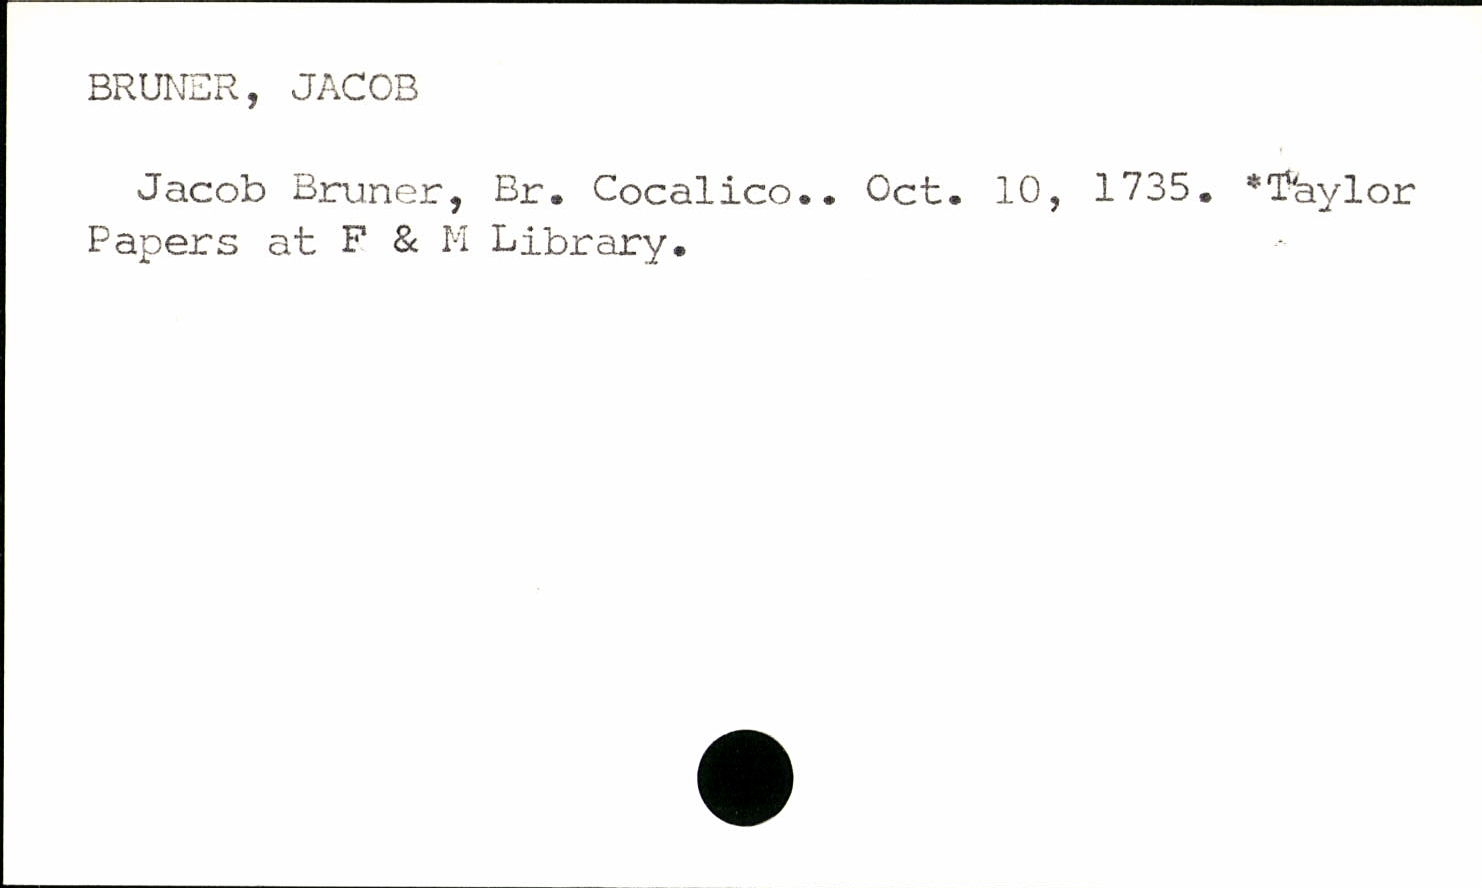 BRUNER, JACOB
Jacob Bruner, Br. Cocalico.. Oct. 10, 1735. *Taylor
Papers at F & M Library.